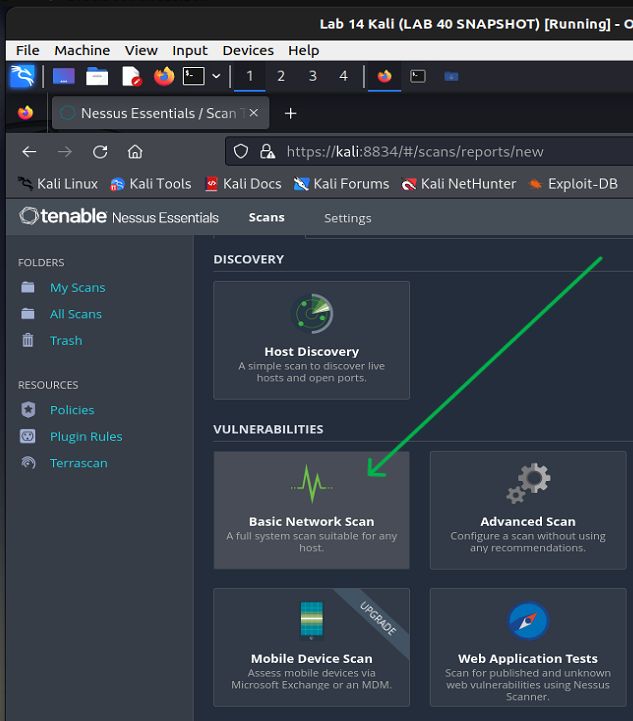 Lab 14 Kali (LAB 40 SNAPSHOT) [Running] - O
File Machine View Input Devices Help
1 2 3 4
Nessus Essentials / Scan T
https://kali:8834/#/scans/reports/new
Kali Linux Kali Tools Kali Docs Kali Forums Kali NetHunter Exploit-DB
tenable Nessus Essentials Scans Settings
FOLDERS
My Scans
All Scans
Trash
RESOURCES
Policies
Plugin Rules
Terrascan
DISCOVERY
Host Discovery
A simple scan to discover live
hosts and open ports.
VULNERABILITIES
Basic Network Scan
A full system scan suitable for any
host.
Advanced Scan
Configure a scan without using
any recommendations.
UPGRADE
Mobile Device Scan
Assess mobile devices via
Microsoft Exchange or an MDM.
Web Application Tests
Scan for published and unknown
web vulnerabilities using Nessus
Scanner.